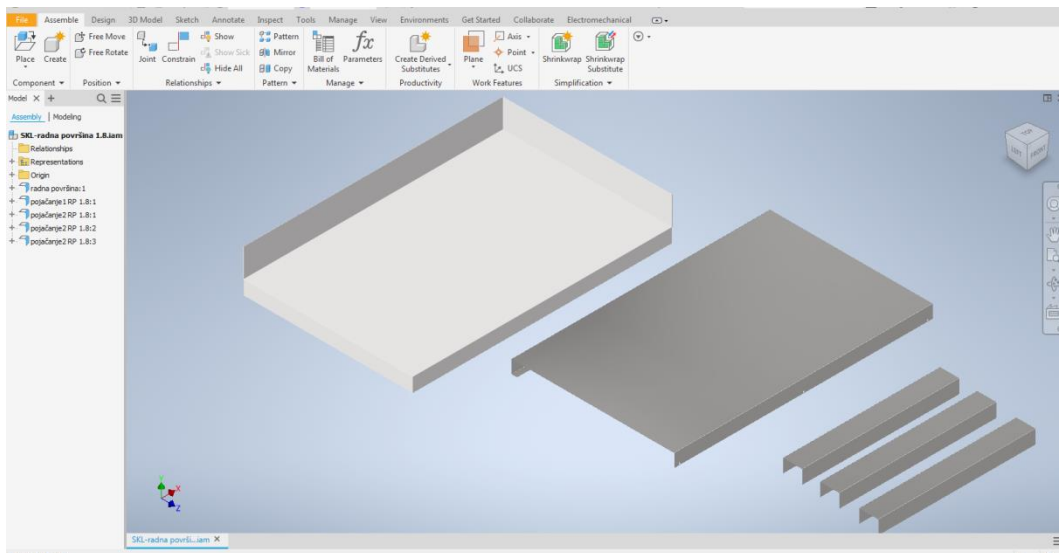 File Assemble Design 3D Model Sketch Annotate Inspect Tools Manage View Environments Get Started Collaborate Electromechanical
Free Move Show Pattern Axis
Free Rotate Show Sick Mirror Point
Place Create Joint Constrain Hide All Copy Bill of Materials Parameters Create Derived Substitutes Plane UCS Shrinkwrap Shrinkwrap Substitute
Component Position Relationships Pattern Manage Productivity Work Features Simplification
Model
Assembly | Modeling
SKL-radna površina 1.8.iam
Relationships
Representations
Origin
radna površina:1
pojačanje1 RP 1.8:1
pojačanje2 RP 1.8:1
pojačanje2 RP 1.8:2
pojačanje2 RP 1.8:3
TOP
LEFT FRONT
Y
X
Z
SKL-radna površi...iam